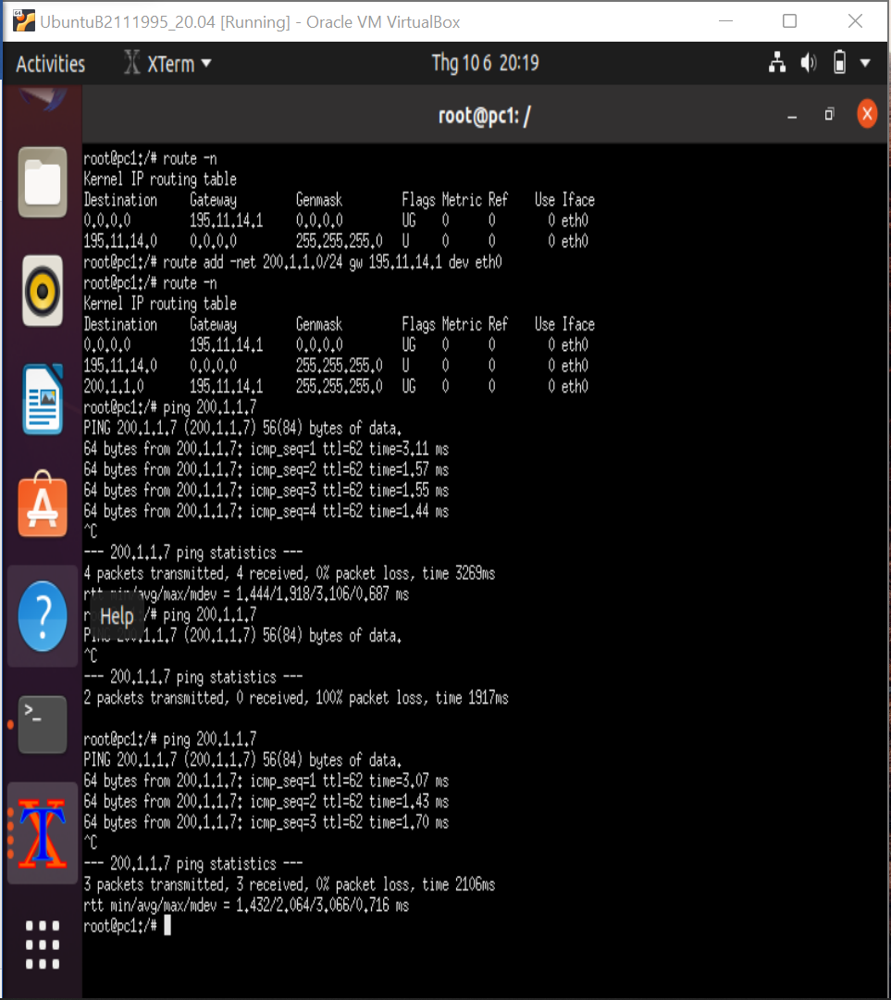 UbuntuB2111995_20.04 [Running] - Oracle VM VirtualBox
Activities XTerm Thg 10 6 20:19
root@pc1: /
root@pc1:/# route -n
Kernel IP routing table
Destination Gateway Genmask Flags Metric Ref Use Iface
0.0.0.0 195.11.14.1 0.0.0.0 UG 0 0 0 eth0
195.11.14.0 0.0.0.0 255.255.255.0 U 0 0 0 eth0
root@pc1:/# route add -net 200.1.1.0/24 gw 195.11.14.1 dev eth0
root@pc1:/# route -n
Kernel IP routing table
Destination Gateway Genmask Flags Metric Ref Use Iface
0.0.0.0 195.11.14.1 0.0.0.0 UG 0 0 0 eth0
195.11.14.0 0.0.0.0 255.255.255.0 U 0 0 0 eth0
200.1.1.0 195.11.14.1 255.255.255.0 UG 0 0 0 eth0
root@pc1:/# ping 200.1.1.7
PING 200.1.1.7 (200.1.1.7) 56(84) bytes of data.
64 bytes from 200.1.1.7: icmp_seq=1 ttl=62 time=3.11 ms
64 bytes from 200.1.1.7: icmp_seq=2 ttl=62 time=1.57 ms
64 bytes from 200.1.1.7: icmp_seq=3 ttl=62 time=1.55 ms
64 bytes from 200.1.1.7: icmp_seq=4 ttl=62 time=1.44 ms
^C
--- 200.1.1.7 ping statistics ---
4 packets transmitted, 4 received, 0% packet loss, time 3269ms
rtt min/avg/max/mdev = 1.444/1.918/3.106/0.687 ms
Help /# ping 200.1.1.7
PING 200.1.1.7 (200.1.1.7) 56(84) bytes of data.
^C
--- 200.1.1.7 ping statistics ---
2 packets transmitted, 0 received, 100% packet loss, time 1917ms
root@pc1:/# ping 200.1.1.7
PING 200.1.1.7 (200.1.1.7) 56(84) bytes of data.
64 bytes from 200.1.1.7: icmp_seq=1 ttl=62 time=3.07 ms
64 bytes from 200.1.1.7: icmp_seq=2 ttl=62 time=1.43 ms
64 bytes from 200.1.1.7: icmp_seq=3 ttl=62 time=1.70 ms
^C
--- 200.1.1.7 ping statistics ---
3 packets transmitted, 3 received, 0% packet loss, time 2106ms
rtt min/avg/max/mdev = 1.432/2.064/3.066/0.716 ms
root@pc1:/#